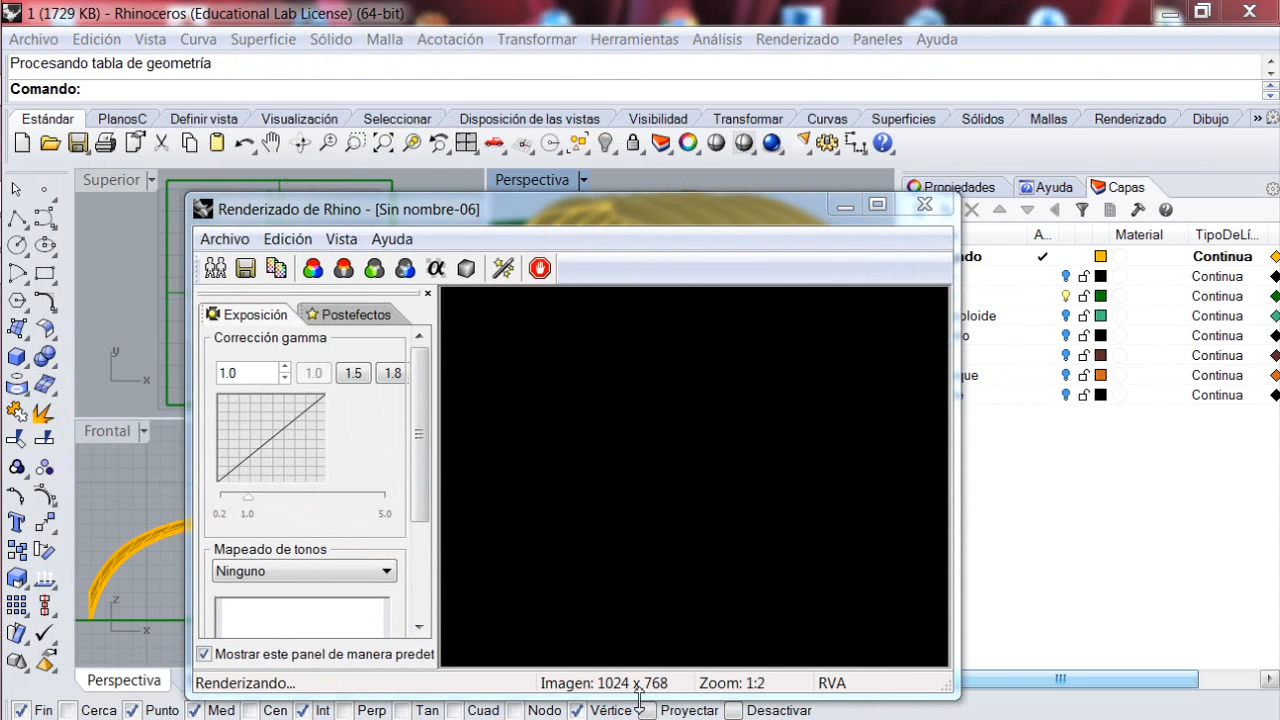 1 (1729 KB) - Rhinoceros (Educational Lab License) (64-bit)
Archivo Edición Vista Curva Superficie Sólido Malla Acotación Transformar Herramientas Análisis Renderizado Paneles Ayuda
Procesando tabla de geometría
Comando:
Estándar PlanosC Definir vista Visualización Seleccionar Disposición de las vistas Visibilidad Transformar Curvas Superficies Sólidos Mallas Renderizado Dibujo »
Superior
Perspectiva
Propiedades Ayuda Capas
A... Material TipoDeLí...
ado Continua
Continua
Continua
oloide Continua
o Continua
Continua
que Continua
Continua
Renderizado de Rhino - [Sin nombre-06]
Archivo Edición Vista Ayuda
α
Exposición Postefectos
Corrección gamma
1.0 1.0 1.5 1.8
0.2 1.0 5.0
Mapeado de tonos
Ninguno
Mostrar este panel de manera predet
Renderizando... Imagen: 1024 x 768 Zoom: 1:2 RVA
y
x
Frontal
z
x
Perspectiva
Fin Cerca Punto Med Cen Int Perp Tan Cuad Nodo Vértice Proyectar Desactivar